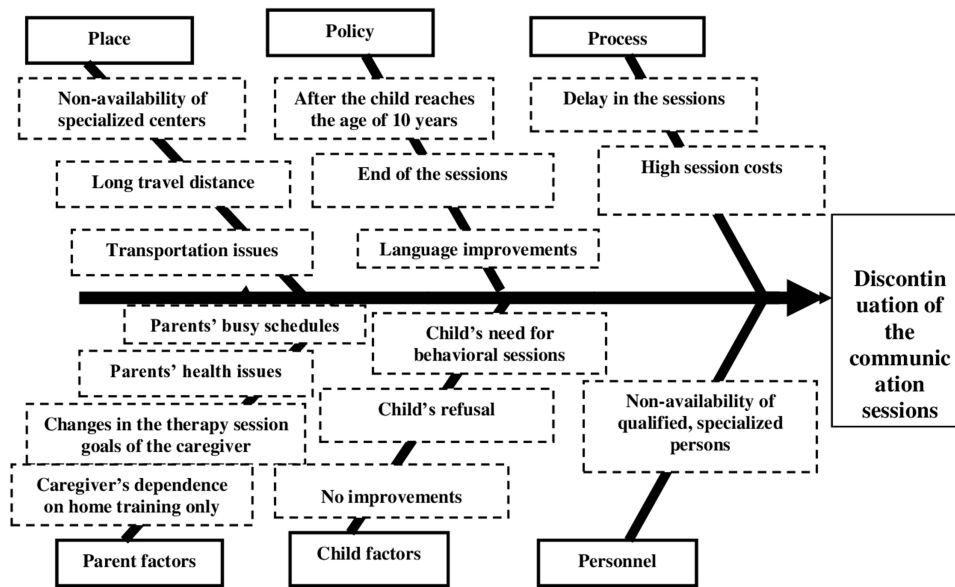 Place
Policy
Process
Non-availability of
specialized centers
After the child reaches
the age of 10 years
Delay in the sessions
Long travel distance
End of the sessions
High session costs
Transportation issues
Language improvements
Discontin
uation of
the
communic
ation
sessions
Parents’ busy schedules
Child’s need for
behavioral sessions
Parents’ health issues
Child’s refusal
Non-availability of
qualified, specialized
persons
Changes in the therapy session
goals of the caregiver
Caregiver’s dependence
on home training only
No improvements
Parent factors
Child factors
Personnel